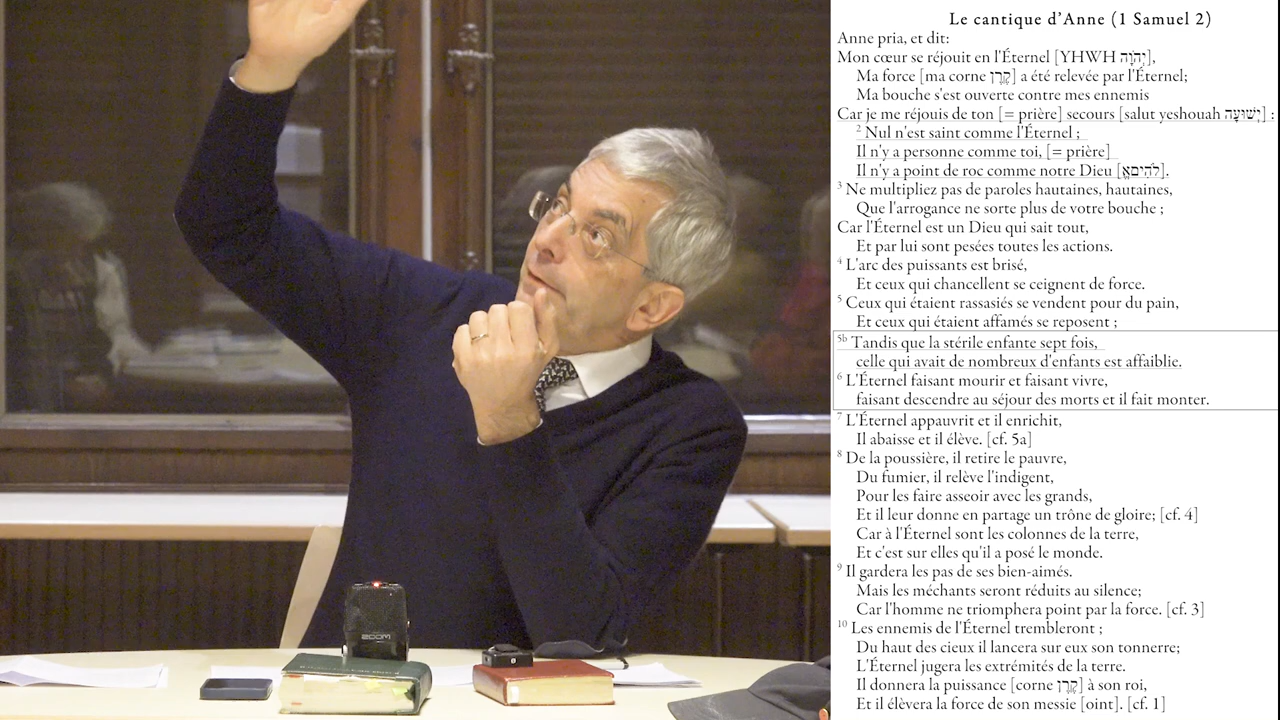 Le cantique d'Anne (1 Samuel 2)
Anne pria, et dit:
Mon cœur se réjouit en l'Éternel [YHWH יְהֹוָה],
Ma force [ma corne קֶרֶן] a été relevée par l'Éternel;
Ma bouche s'est ouverte contre mes ennemis
Car je me réjouis de ton [= prière] secours [salut yeshouah יְשׁוּעָה] :
2 Nul n'est saint comme l'Éternel ;
Il n'y a personne comme toi, [= prière]
Il n'y a point de roc comme notre Dieu [לֹהִיםאֱ].
3 Ne multipliez pas de paroles hautaines, hautaines,
Que l'arrogance ne sorte plus de votre bouche ;
Car l'Éternel est un Dieu qui sait tout,
Et par lui sont pesées toutes les actions.
4 L'arc des puissants est brisé,
Et ceux qui chancellent se ceignent de force.
5 Ceux qui étaient rassasiés se vendent pour du pain,
Et ceux qui étaient affamés se reposent ;
5b Tandis que la stérile enfante sept fois,
celle qui avait de nombreux d'enfants est affaiblie.
6 L'Éternel faisant mourir et faisant vivre,
faisant descendre au séjour des morts et il fait monter.
7 L'Éternel appauvrit et il enrichit,
Il abaisse et il élève. [cf. 5a]
8 De la poussière, il retire le pauvre,
Du fumier, il relève l'indigent,
Pour les faire asseoir avec les grands,
Et il leur donne en partage un trône de gloire; [cf. 4]
Car à l'Éternel sont les colonnes de la terre,
Et c'est sur elles qu'il a posé le monde.
9 Il gardera les pas de ses bien-aimés.
Mais les méchants seront réduits au silence;
Car l'homme ne triomphera point par la force. [cf. 3]
10 Les ennemis de l'Éternel trembleront ;
Du haut des cieux il lancera sur eux son tonnerre;
L'Éternel jugera les extrémités de la terre.
Il donnera la puissance [corne קֶרֶן] à son roi,
Et il élèvera la force de son messie [oint]. [cf. 1]
zoom